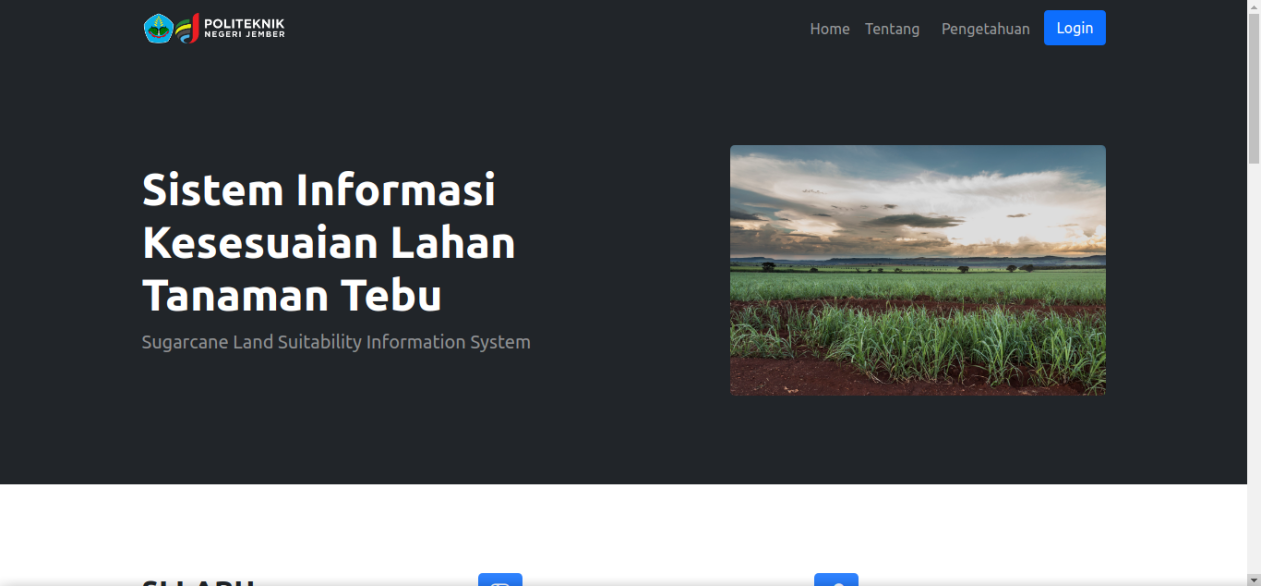 POLITEKNIK
NEGERI JEMBER
Home Tentang Pengetahuan Login
Sistem Informasi
Kesesuaian Lahan
Tanaman Tebu
Sugarcane Land Suitability Information System